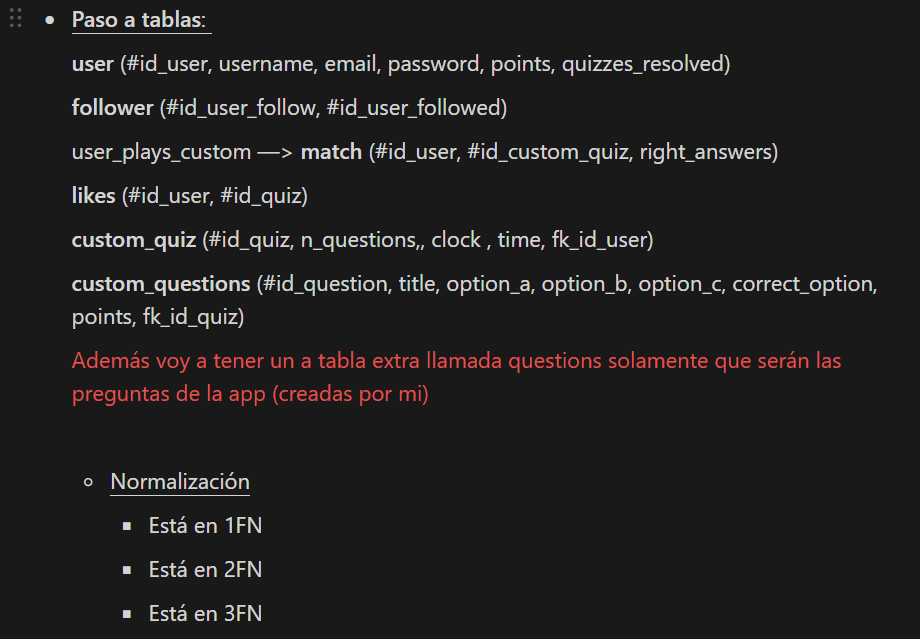 Paso a tablas:
user (#id_user, username, email, password, points, quizzes_resolved)
follower (#id_user_follow, #id_user_followed)
user_plays_custom —> match (#id_user, #id_custom_quiz, right_answers)
likes (#id_user, #id_quiz)
custom_quiz (#id_quiz, n_questions,, clock , time, fk_id_user)
custom_questions (#id_question, title, option_a, option_b, option_c, correct_option,
points, fk_id_quiz)
Además voy a tener un a tabla extra llamada questions solamente que serán las
preguntas de la app (creadas por mi)
Normalización
Está en 1FN
Está en 2FN
Está en 3FN